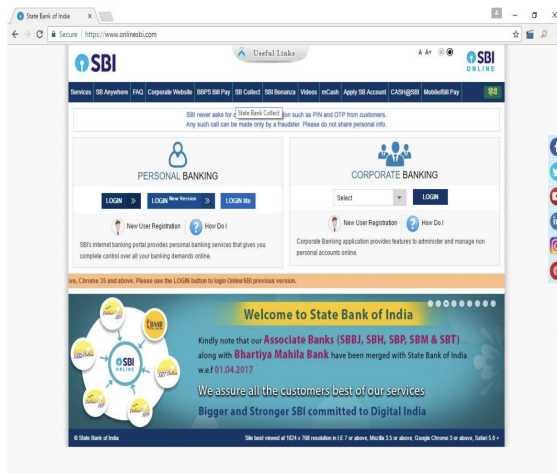 State Bank of India
Secure | https://www.onlinesbi.com
SBI
Useful Links
A A+
SBI
ONLINE
Services SB Anywhere FAQ Corporate Website BBPS Bill Pay SB Collect SBI Bonanza Videos mCash Apply SB Account CASH@SBI Mobile/Bill Pay हिंदी
SBI never asks for State Bank Collect such as PIN and OTP from customers.
Any such call can be made only by a fraudster. Please do not share personal info.
PERSONAL BANKING
LOGIN
LOGIN New Version
LOGIN lite
New User Registration
How Do I
SBI's internet banking portal provides personal banking services that gives you
complete control over all your banking demands online.
CORPORATE BANKING
Select
LOGIN
New User Registration
How Do I
Corporate Banking application provides features to administer and manage non
personal accounts online.
ve, Chrome 35 and above. Please use the LOGIN button to login OnlineSBI previous version.
SBI
ONLINE
Welcome to State Bank of India
Kindly note that our Associate Banks (SBBJ, SBH, SBP, SBM & SBT)
along with Bhartiya Mahila Bank have been merged with State Bank of India
w.e.f 01.04.2017
We assure all the customers best of our services
Bigger and Stronger SBI committed to Digital India
© State Bank of India
Site best viewed at 1024 x 768 resolution in I.E 7 or above, Mozilla 3.5 or above, Google Chrome 3 or above, Safari 5.0 +